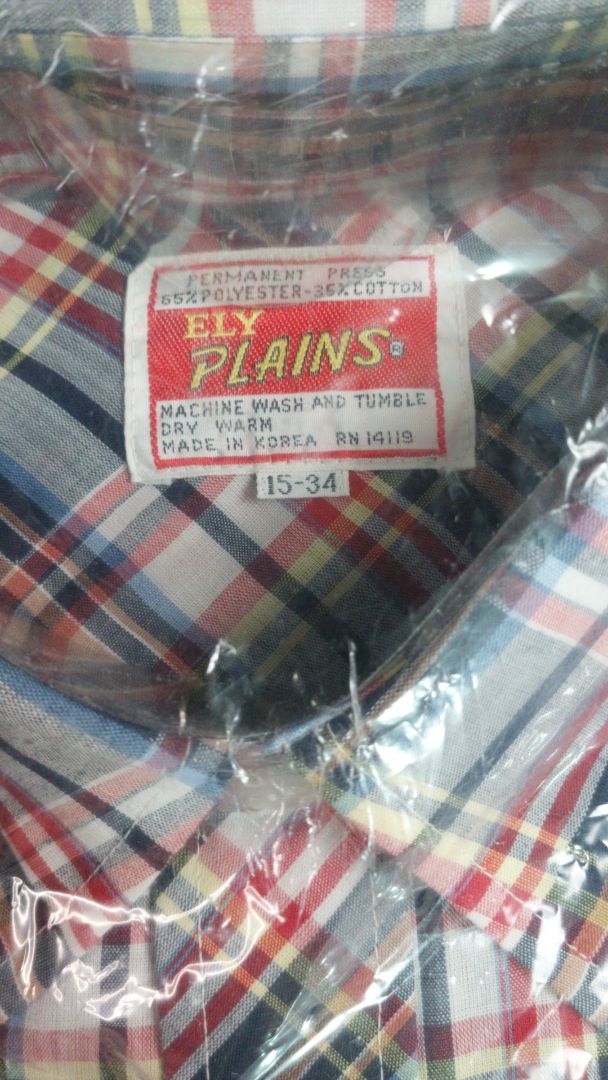 PERMANENT PRESS
65% POLYESTER-35% COTTON
ELY
PLAINS®
MACHINE WASH AND TUMBLE
DRY WARM
MADE IN KOREA RN 14119
15-34